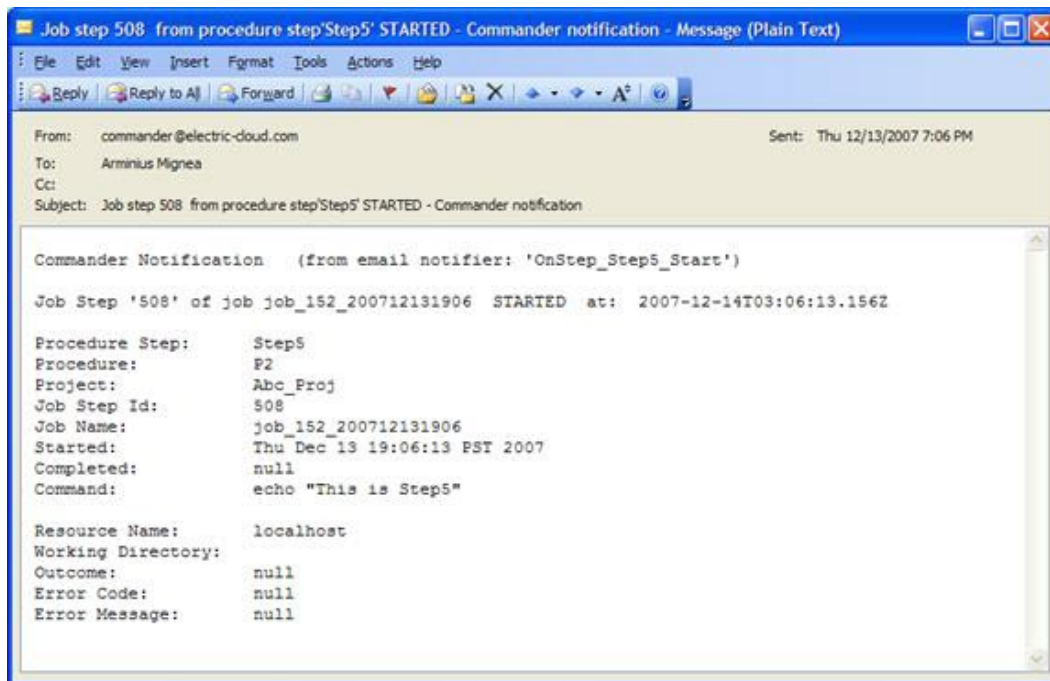 Job step 508  from procedure step'Step5' STARTED - Commander notification - Message (Plain Text)
File Edit View Insert Format Tools Actions Help
Reply Reply to All Forward
From: commander@electric-cloud.com Sent: Thu 12/13/2007 7:06 PM
To: Arminius Mignea
Cc:
Subject: Job step 508  from procedure step'Step5' STARTED - Commander notification
Commander Notification   (from email notifier: 'OnStep_Step5_Start')
Job Step '508' of job job_152_200712131906  STARTED  at:  2007-12-14T03:06:13.156Z
Procedure Step: Step5
Procedure: P2
Project: Abc_Proj
Job Step Id: 508
Job Name: job_152_200712131906
Started: Thu Dec 13 19:06:13 PST 2007
Completed: null
Command: echo "This is Step5"
Resource Name: localhost
Working Directory:
Outcome: null
Error Code: null
Error Message: null